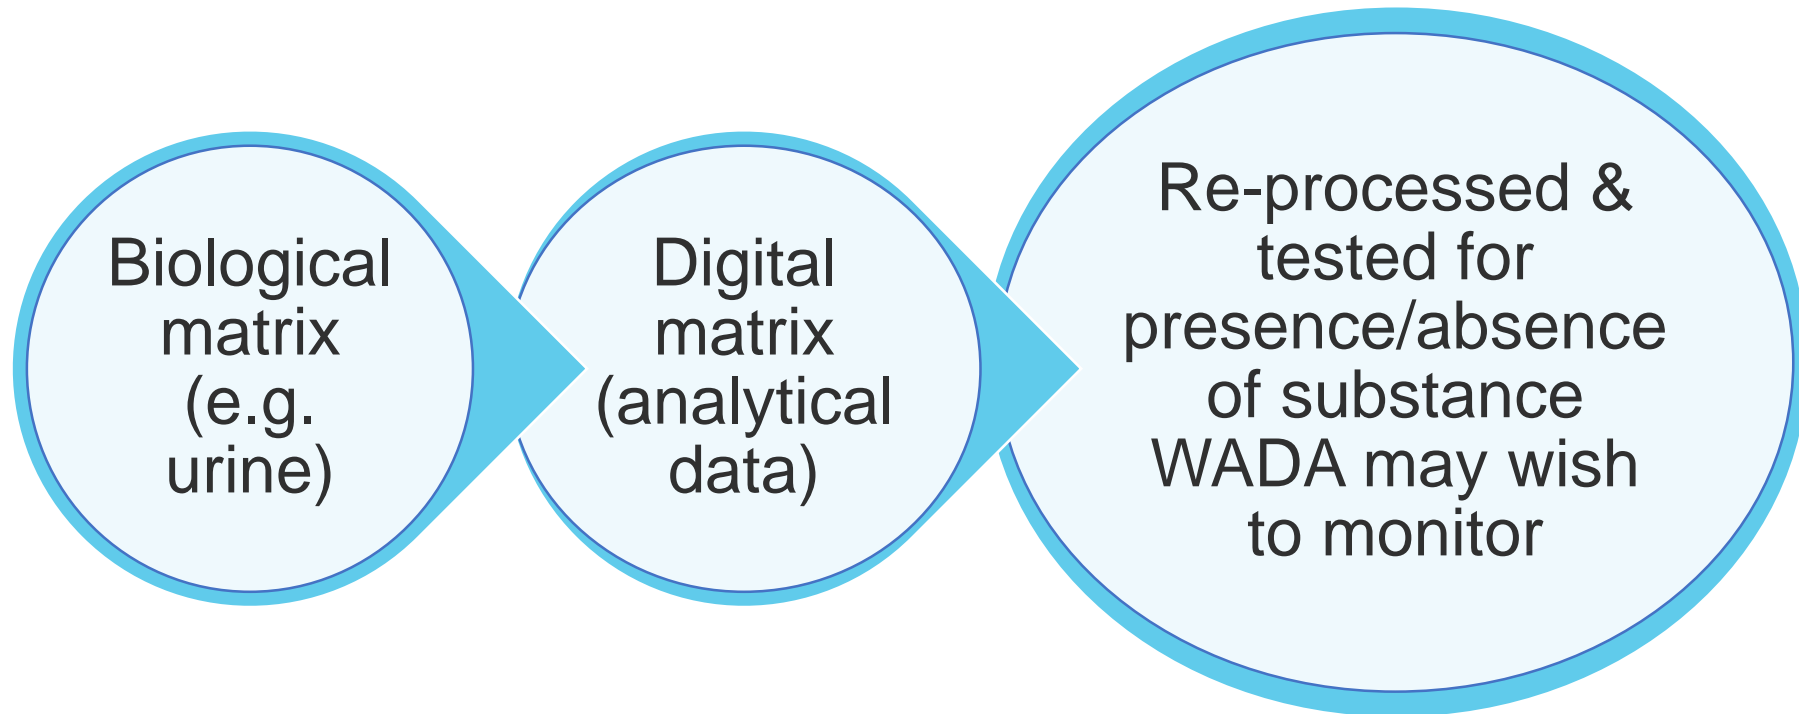 Biological
matrix
(e.g.
urine)
Digital
matrix
(analytical
data)
Re-processed &
tested for
presence/absence
of substance
WADA may wish
to monitor